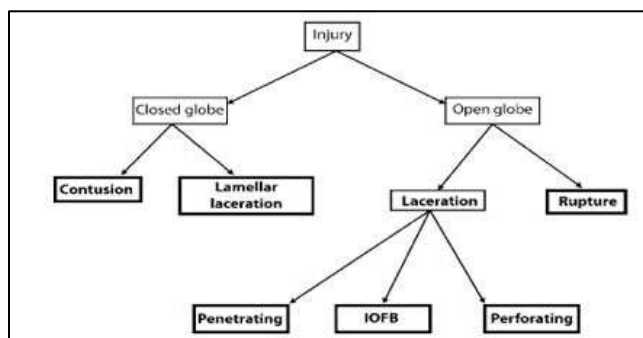 Injury
Closed globe
Open globe
Contusion
Lamellar
laceration
Laceration
Rupture
Penetrating
IOFB
Perforating